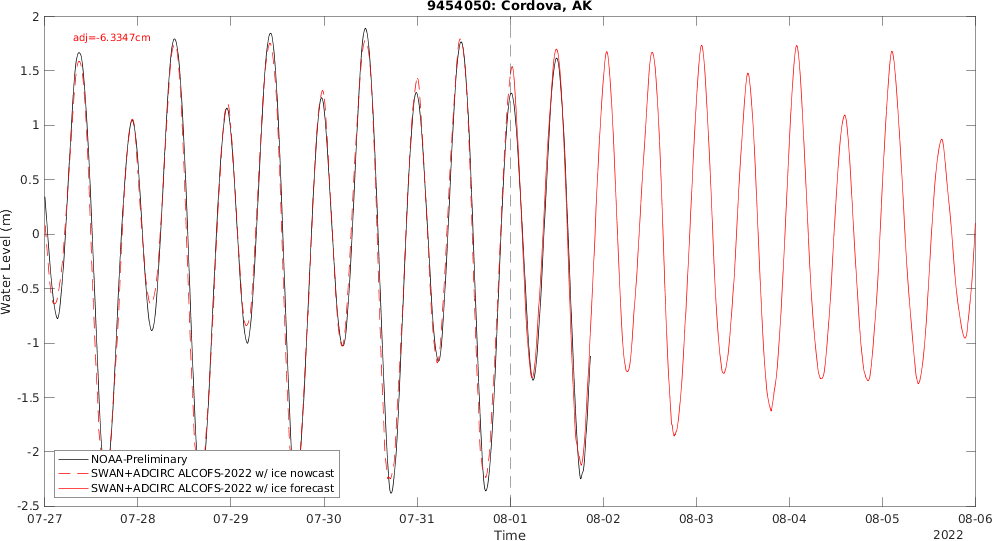 9454050: Cordova, AK
adj=-6.3347cm
2
1.5
1
0.5
0
-0.5
-1
-1.5
-2
-2.5
Water Level (m)
NOAA-Preliminary
SWAN+ADCIRC ALCOFS-2022 w/ ice nowcast
SWAN+ADCIRC ALCOFS-2022 w/ ice forecast
07-27 07-28 07-29 07-30 07-31 08-01 08-02 08-03 08-04 08-05 08-06
Time
2022